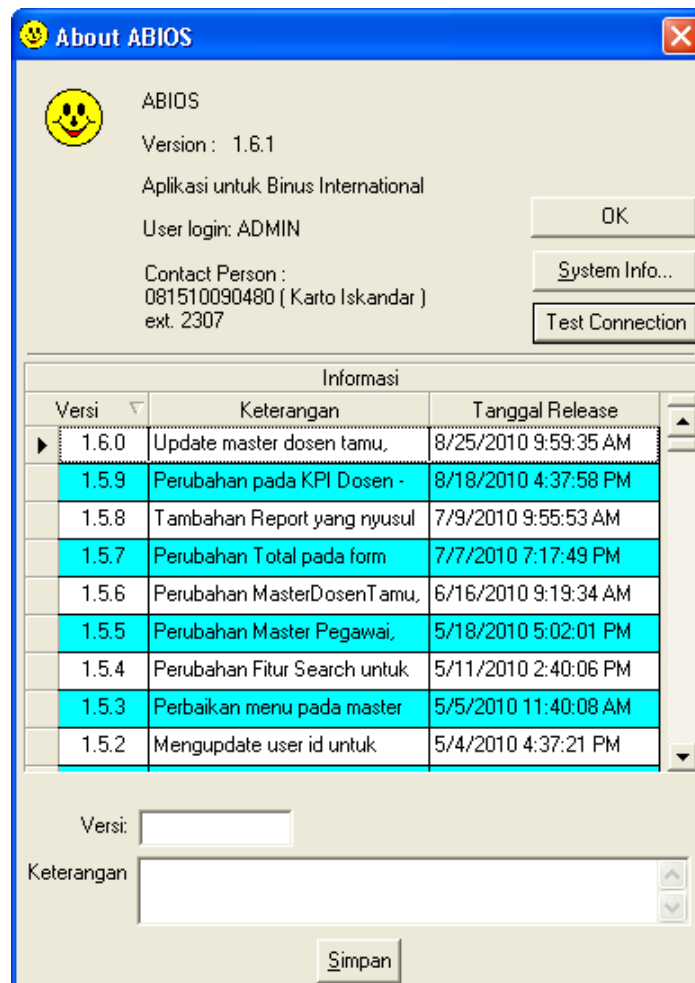 About ABIOS
ABIOS
Version : 1.6.1
Aplikasi untuk Binus International
User login: ADMIN
Contact Person :
081510090480 ( Karto Iskandar )
ext. 2307
OK
System Info...
Test Connection
Informasi
Versi Keterangan Tanggal Release
1.6.0 Update master dosen tamu, 8/25/2010 9:59:35 AM
1.5.9 Perubahan pada KPI Dosen - 8/18/2010 4:37:58 PM
1.5.8 Tambahan Report yang nyusul 7/9/2010 9:55:53 AM
1.5.7 Perubahan Total pada form 7/7/2010 7:17:49 PM
1.5.6 Perubahan MasterDosenTamu, 6/16/2010 9:19:34 AM
1.5.5 Perubahan Master Pegawai, 5/18/2010 5:02:01 PM
1.5.4 Perubahan Fitur Search untuk 5/11/2010 2:40:06 PM
1.5.3 Perbaikan menu pada master 5/5/2010 11:40:08 AM
1.5.2 Mengupdate user id untuk 5/4/2010 4:37:21 PM
Versi:
Keterangan
Simpan